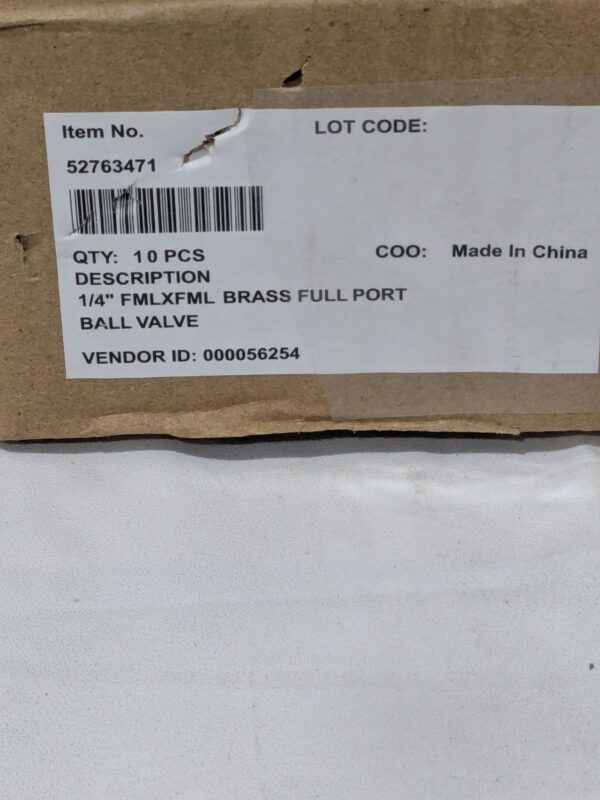 Item No. LOT CODE:
52763471
QTY: 10 PCS COO: Made In China
DESCRIPTION
1/4" FMLXFML BRASS FULL PORT
BALL VALVE
VENDOR ID: 000056254